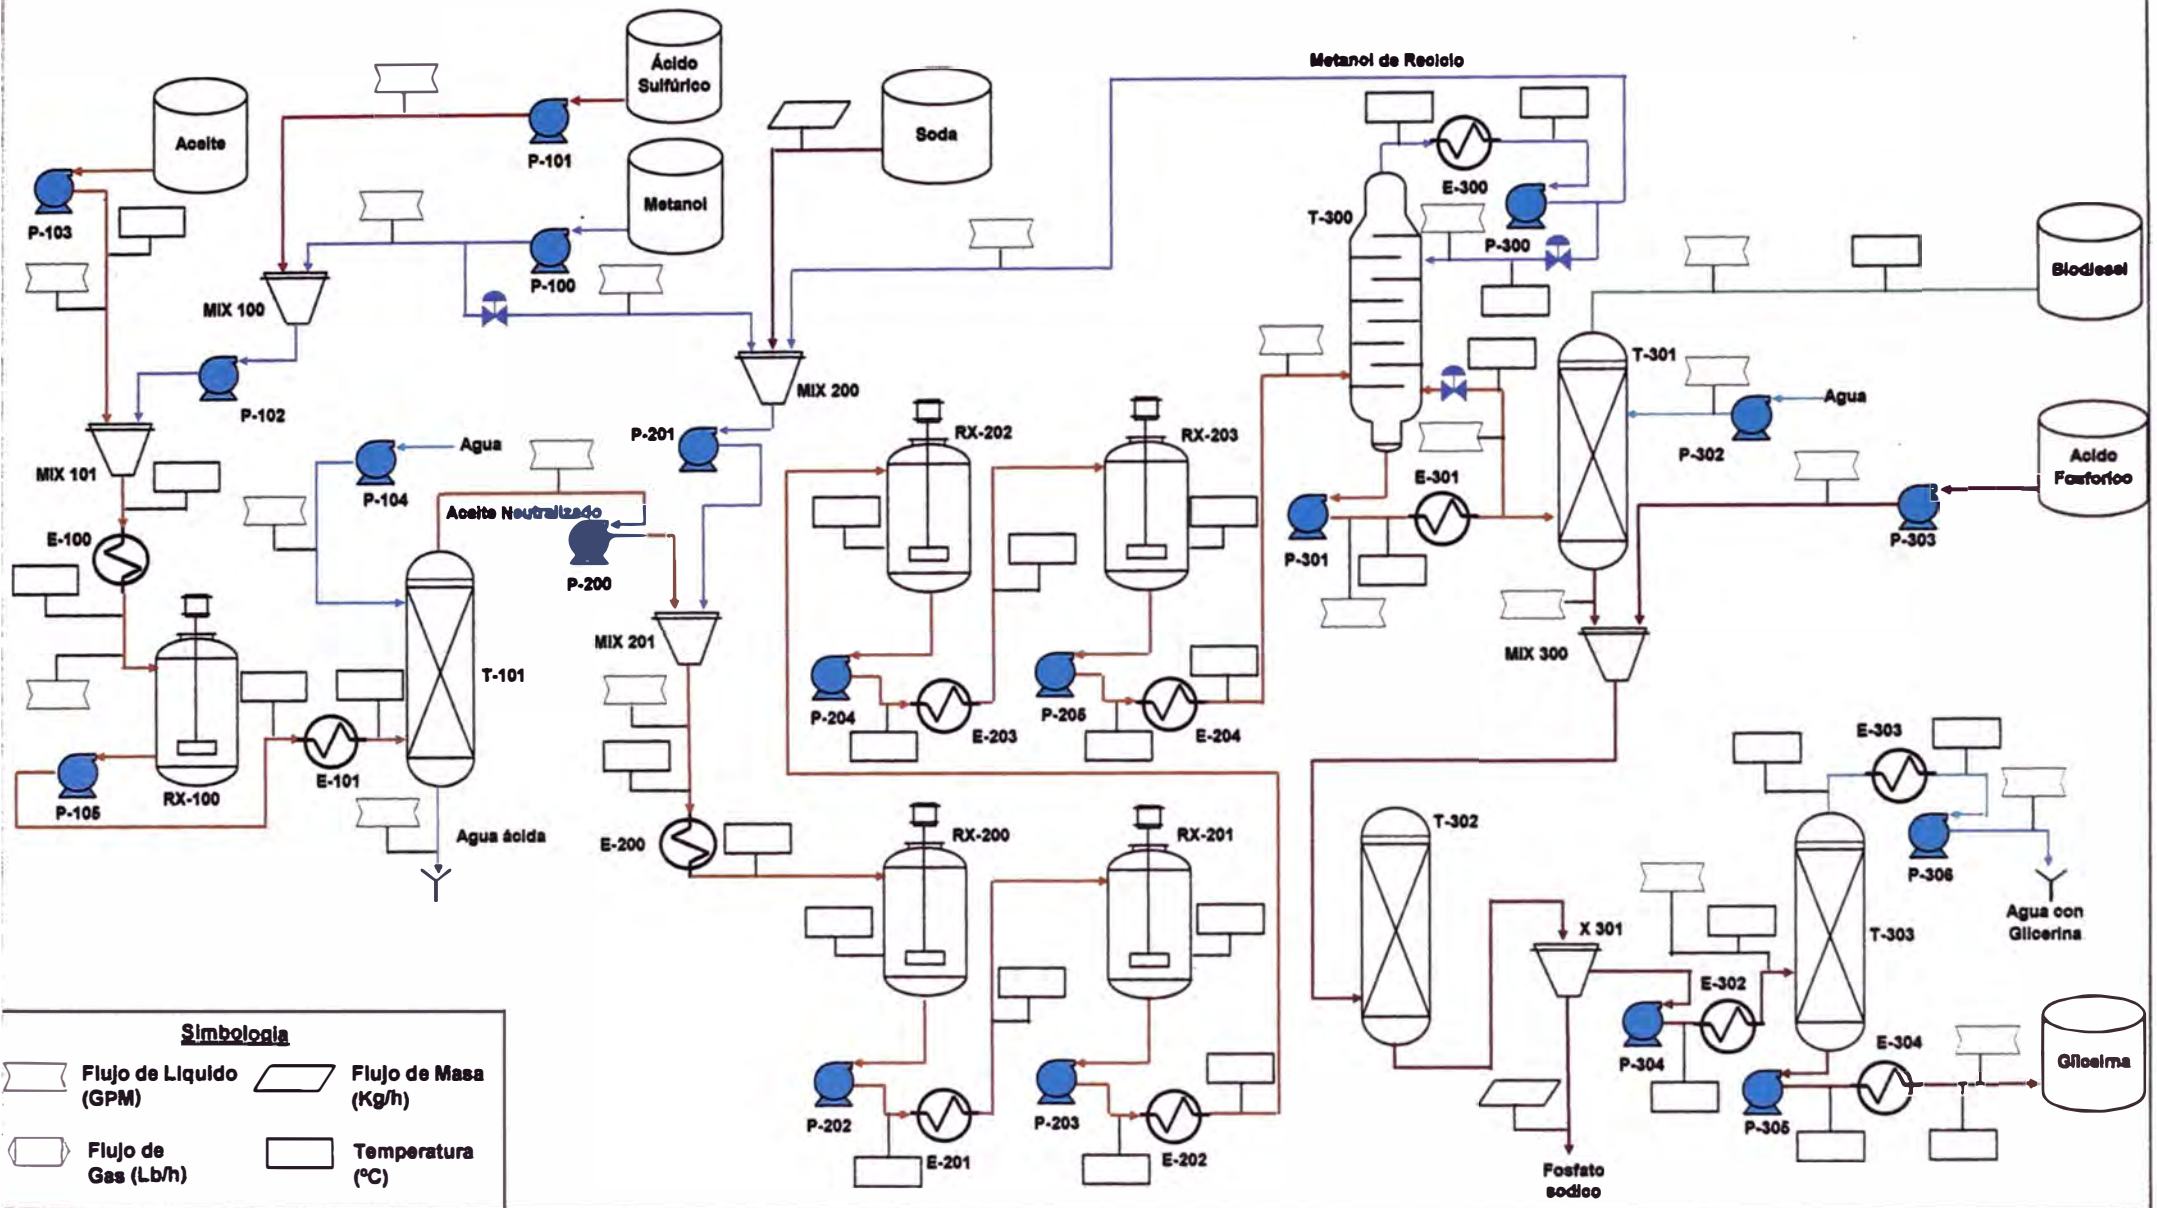 Metanol de Reciclo
Ácido
Sulfúrico
P-101
Aceite
P-103
Metanol
P-100
Soda
MIX 100
P-102
MIX 101
E-100
P-104
Agua
Aceite Neutralizado
P-200
T-101
RX-100
P-105
E-101
Agua ácida
MIX 200
P-201
MIX 201
E-200
RX-202
RX-203
P-204
E-203
P-205
E-204
RX-200
RX-201
P-202
E-201
P-203
E-202
T-300
E-300
P-300
E-301
P-301
T-301
Biodiesel
Agua
P-302
Acido
Fosforico
P-303
MIX 300
T-302
X 301
Fosfato
sodico
E-302
P-304
E-303
P-306
Agua con
Glicerina
T-303
E-304
P-305
Glicerina
Simbologia
Flujo de Liquido
(GPM)
Flujo de Masa
(Kg/h)
Flujo de
Gas (Lb/h)
Temperatura
(ºC)